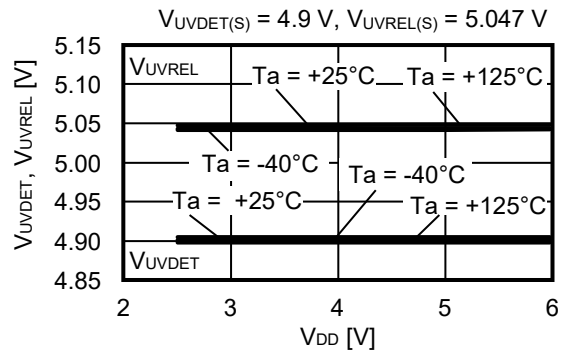 VUVDET(S) = 4.9 V, VUVREL(S) = 5.047 V
VUVDET, VUVREL [V]
5.15
5.10
5.05
5.00
4.95
4.90
4.85
VUVREL
Ta = +25°C
Ta = +125°C
Ta = -40°C
Ta = -40°C
Ta = +25°C
Ta = +125°C
VUVDET
2 3 4 5 6
VDD [V]